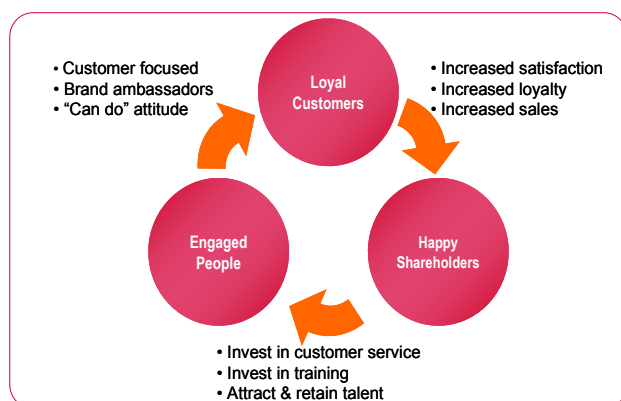 • Customer focused
• Brand ambassadors
• “Can do” attitude
Loyal
Customers
• Increased satisfaction
• Increased loyalty
• Increased sales
Engaged
People
Happy
Shareholders
• Invest in customer service
• Invest in training
• Attract & retain talent